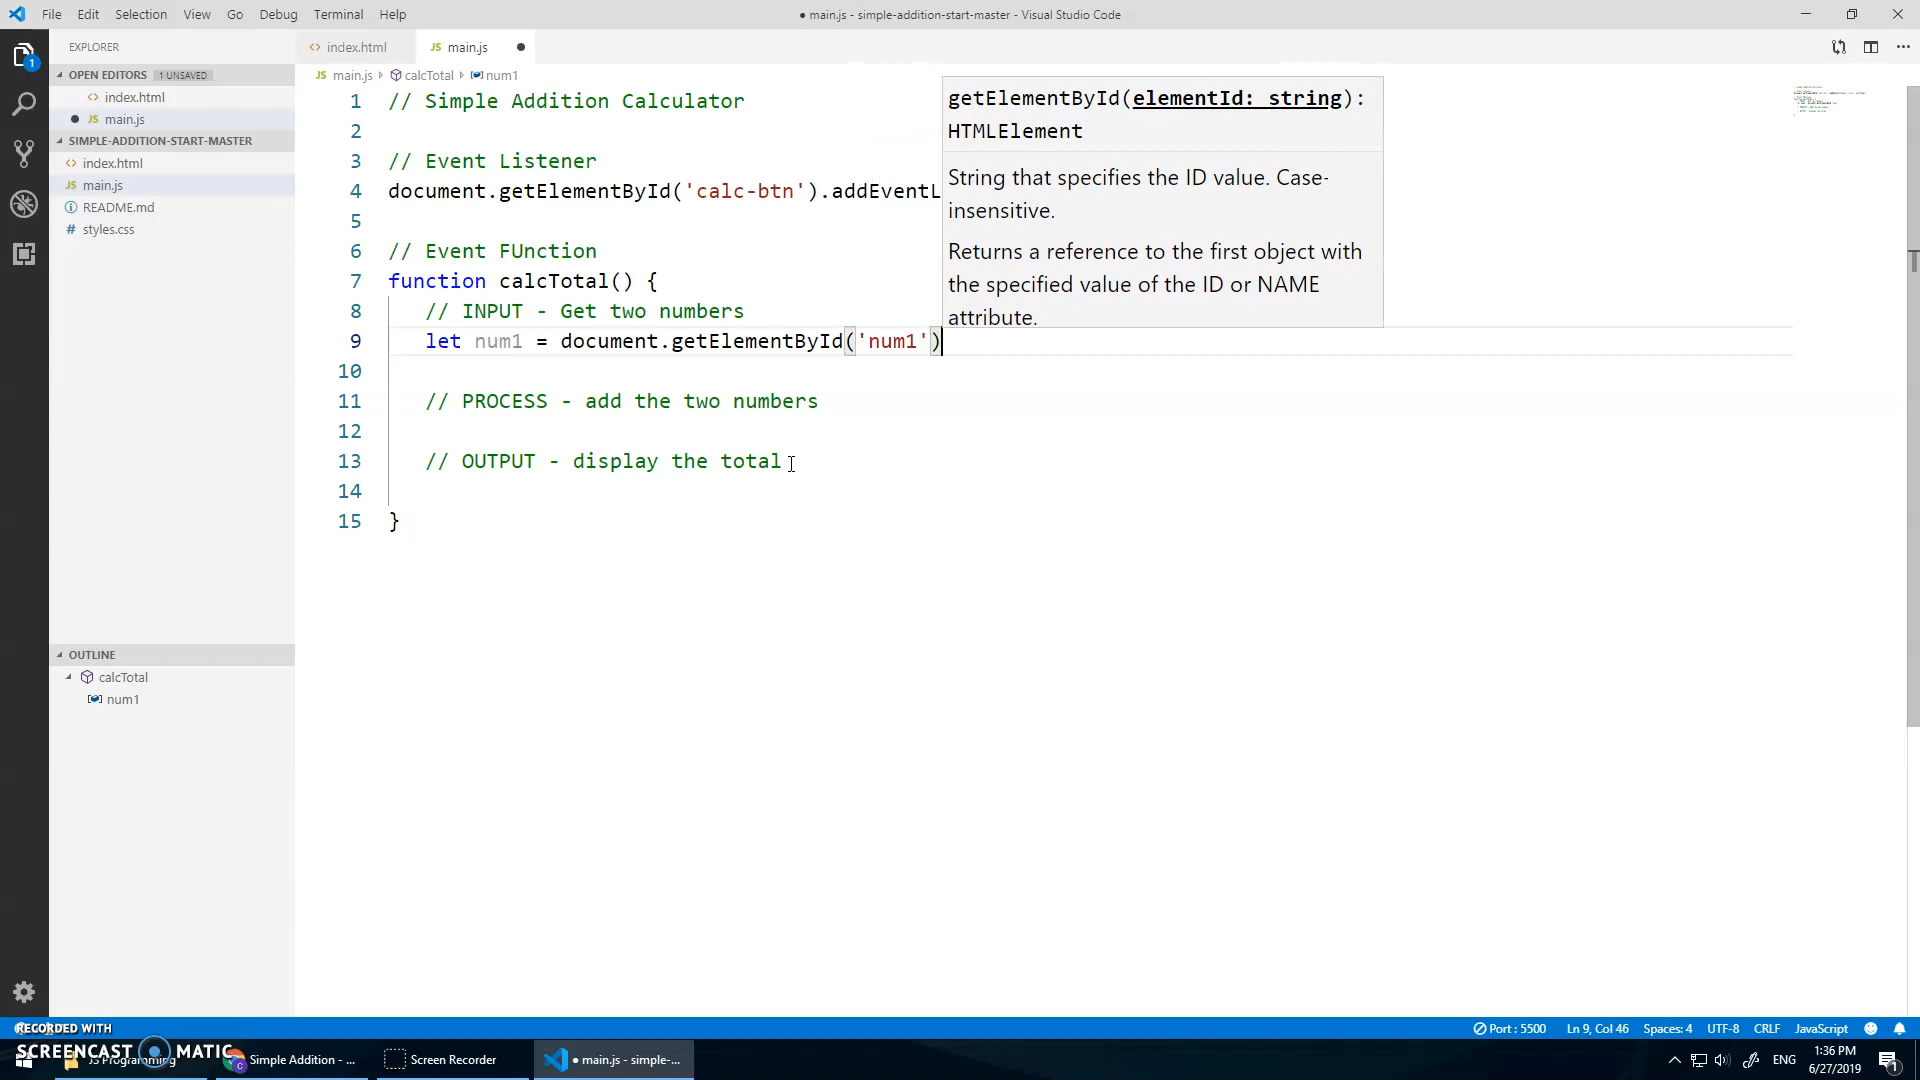 File Edit Selection View Go Debug Terminal Help
● main.js - simple-addition-start-master - Visual Studio Code
EXPLORER
OPEN EDITORS 1 UNSAVED
index.html
JS main.js
SIMPLE-ADDITION-START-MASTER
index.html
JS main.js
README.md
# styles.css
OUTLINE
calcTotal
num1
index.html
JS main.js ●
JS main.js calcTotal num1
1 // Simple Addition Calculator
2
3 // Event Listener
4 document.getElementById('calc-btn').addEventL
5
6 // Event FUnction
7 function calcTotal() {
8 // INPUT - Get two numbers
9 let num1 = document.getElementById('num1')
10
11 // PROCESS - add the two numbers
12
13 // OUTPUT - display the total
14
15 }
getElementById(elementId: string):
HTMLElement
String that specifies the ID value. Case-
insensitive.
Returns a reference to the first object with
the specified value of the ID or NAME
attribute.
1
Port : 5500 Ln 9, Col 46 Spaces: 4 UTF-8 CRLF JavaScript
RECORDED WITH
SCREENCAST MATIC
Simple Addition - ...
Screen Recorder
● main.js - simple-...
ENG
1:36 PM
6/27/2019
1